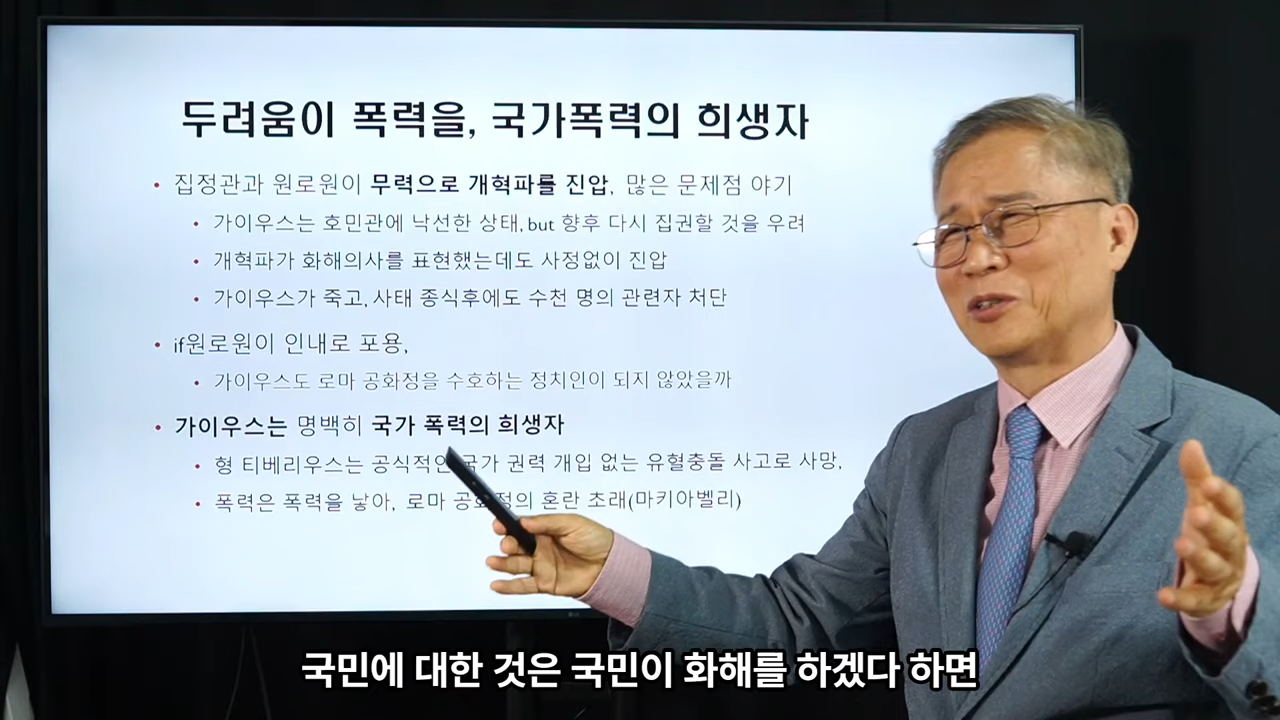 두려움이 폭력을, 국가폭력의 희생자
• 집정관과 원로원이 무력으로 개혁파를 진압, 많은 문제점 야기
• 가이우스는 호민관에 낙선한 상태, but 향후 다시 집권할 것을 우려
• 개혁파가 화해의사를 표현했는데도 사정없이 진압
• 가이우스가 죽고, 사태 종식후에도 수천 명의 관련자 처단
• if원로원이 인내로 포용,
• 가이우스도 로마 공화정을 수호하는 정치인이 되지 않았을까
• 가이우스는 명백히 국가 폭력의 희생자
• 형 티베리우스는 공식적인 국가 권력 개입 없는 유혈충돌 사고로 사망,
• 폭력은 폭력을 낳아, 로마 공화정의 혼란 초래(마키아벨리)
국민에 대한 것은 국민이 화해를 하겠다 하면